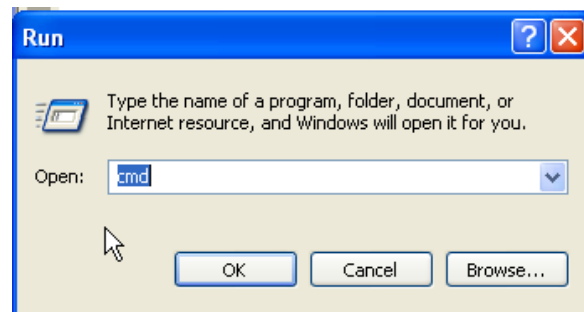 Run
Type the name of a program, folder, document, or
Internet resource, and Windows will open it for you.
Open: cmd
OK Cancel Browse...